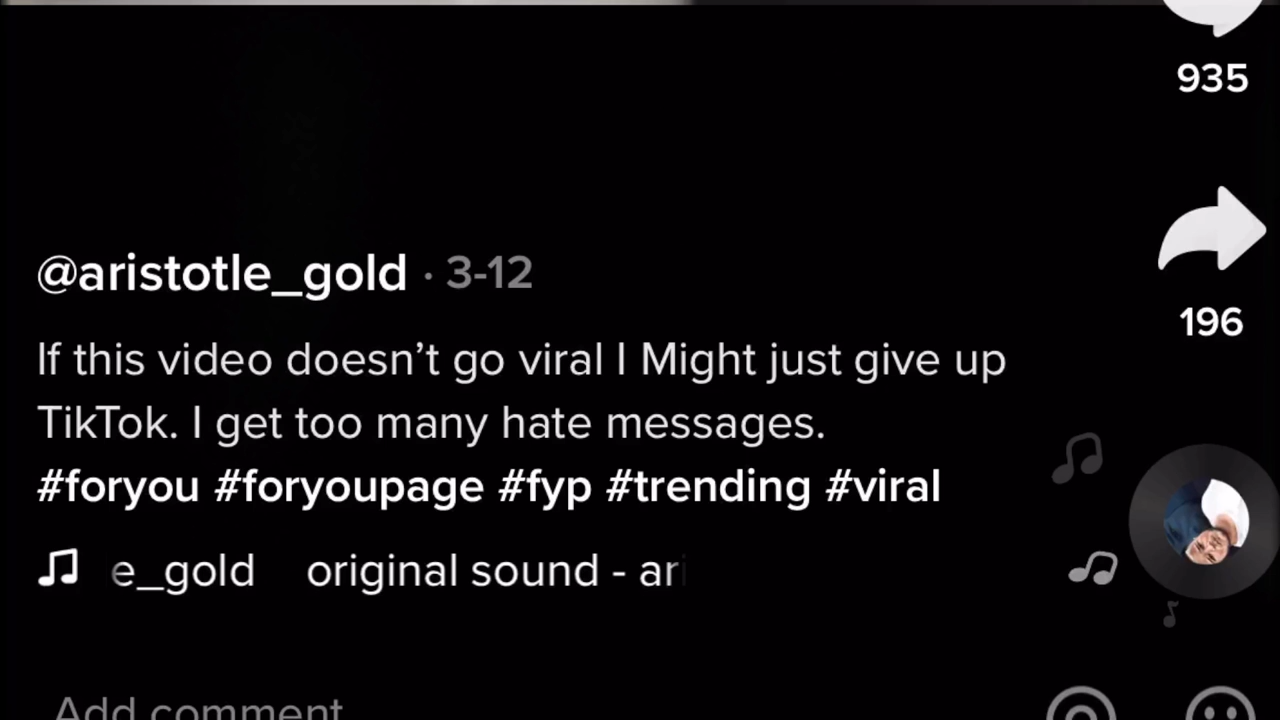 935
@aristotle_gold · 3-12
196
If this video doesn’t go viral I Might just give up
TikTok. I get too many hate messages.
#foryou #foryoupage #fyp #trending #viral
e_gold original sound - ari
Add comment